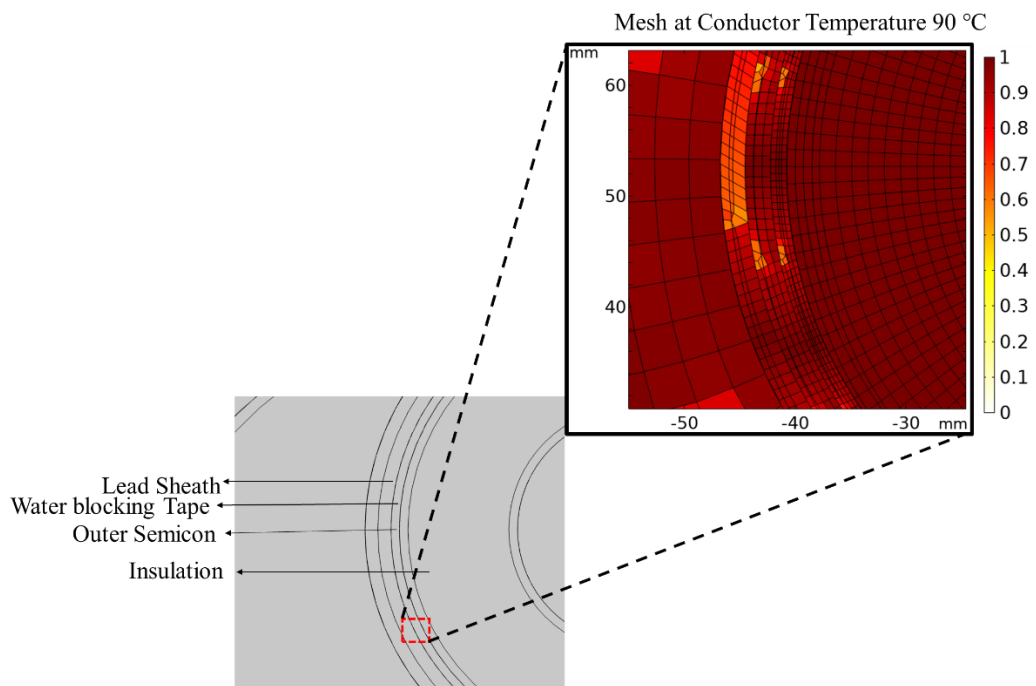 Mesh at Conductor Temperature 90 °C
mm
60
50
40
-50
-40
-30
mm
1
0.9
0.8
0.7
0.6
0.5
0.4
0.3
0.2
0.1
0
Lead Sheath
Water blocking Tape
Outer Semicon
Insulation